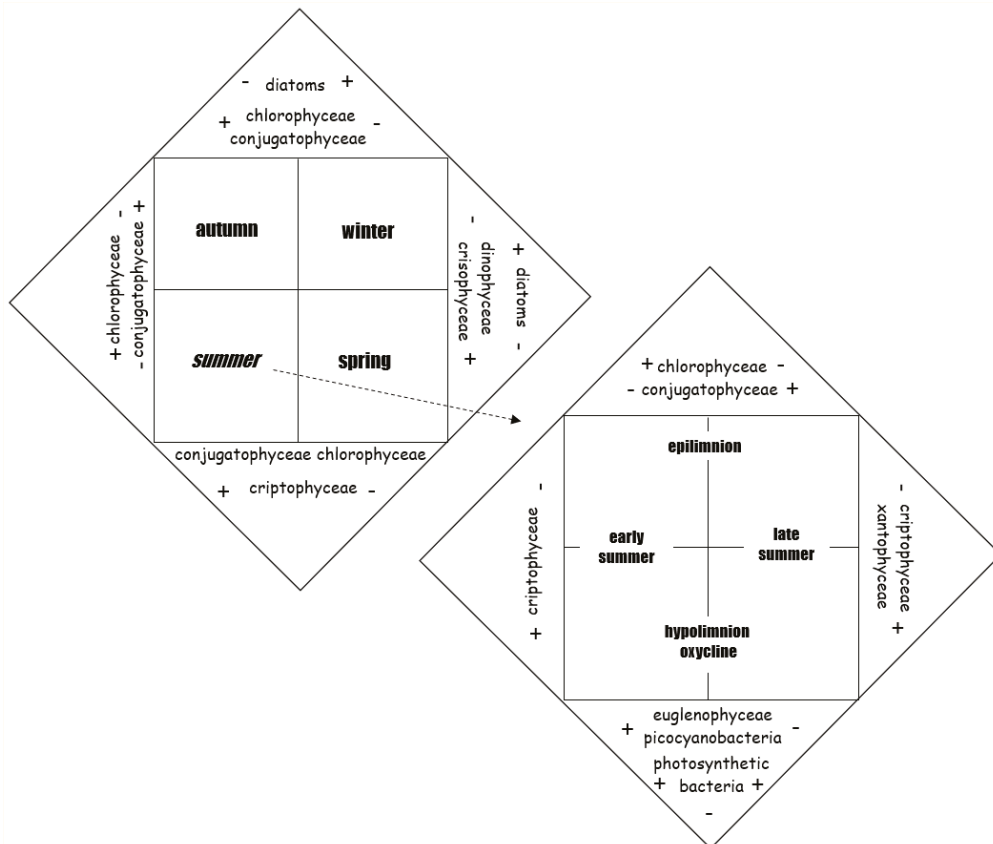 - diatoms +
+ chlorophyceae -
conjugatophyceae
autumn
winter
summer
spring
+ chlorophyceae -
- conjugatophyceae +
- dinophyceae
crisophyceae +
+ diatoms -
conjugatophyceae chlorophyceae
+ criptophyceae -
+ chlorophyceae -
- conjugatophyceae +
epilimnion
early
summer
late
summer
hypolimnion
oxycline
+ criptophyceae -
- criptophyceae
xantophyceae +
+ euglenophyceae -
picocyanobacteria
photosynthetic
+ bacteria +
-